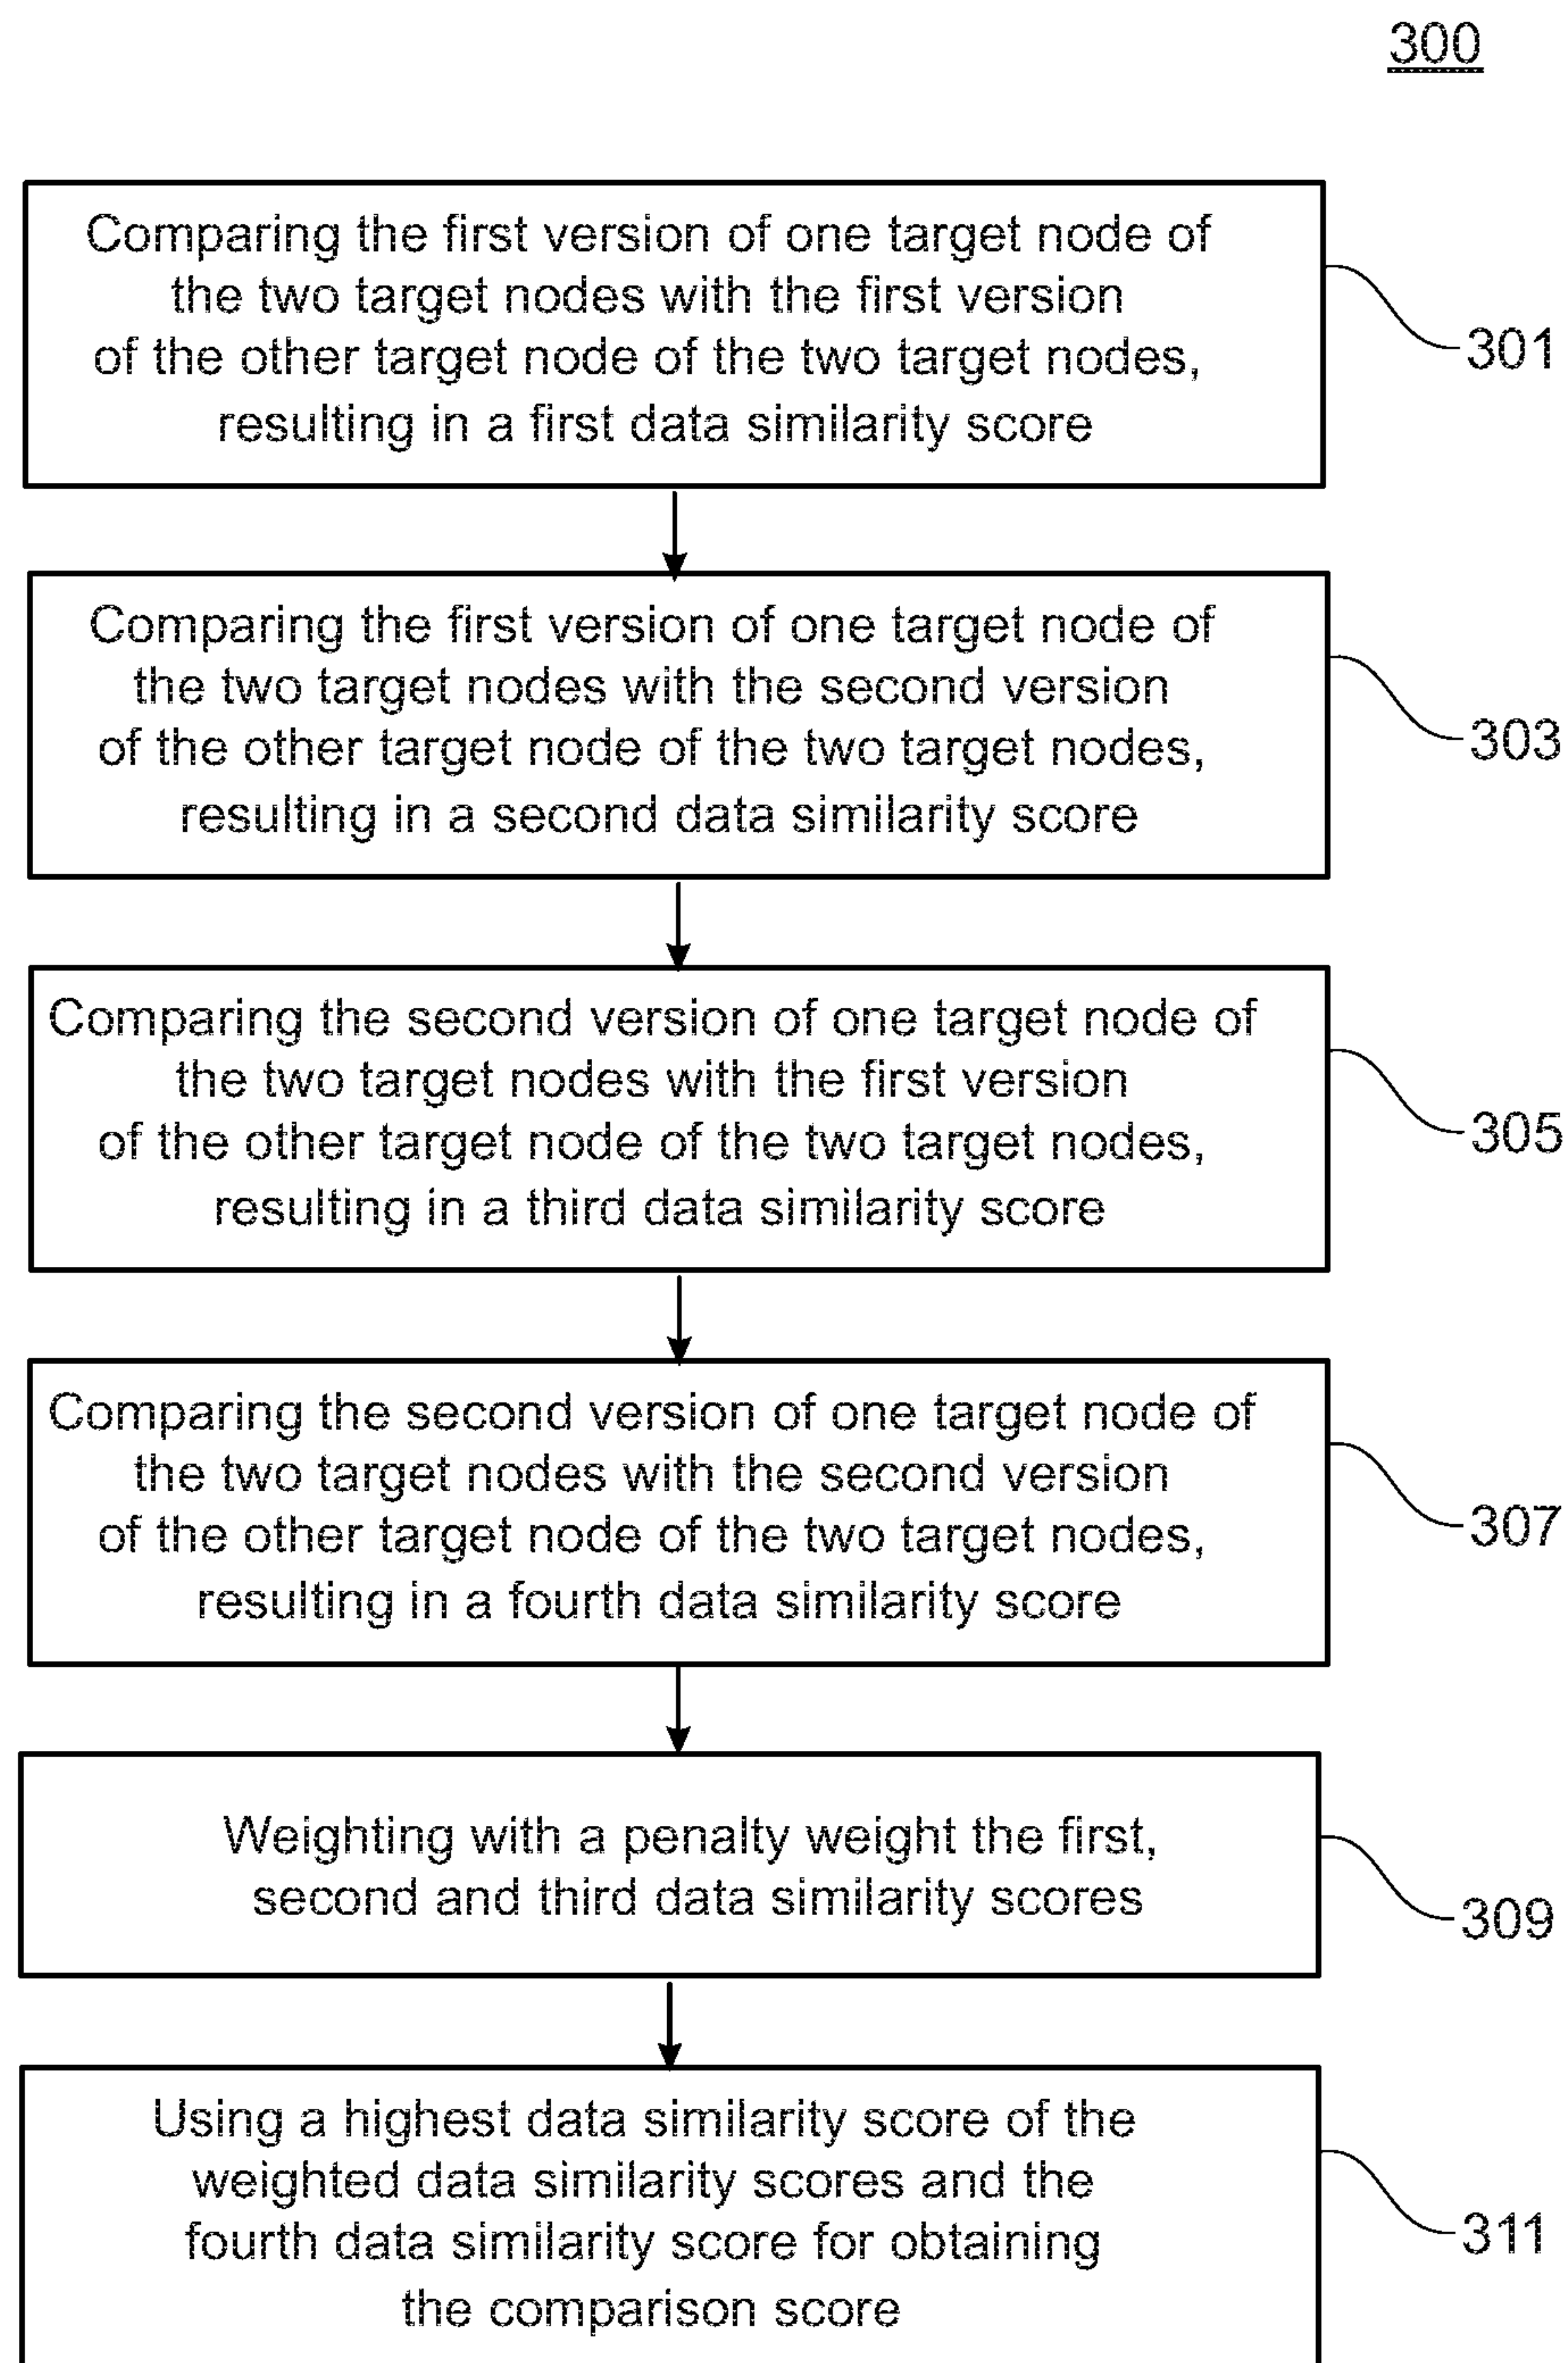 300
Comparing the first version of one target node of
the two target nodes with the first version
of the other target node of the two target nodes,
resulting in a first data similarity score
301
Comparing the first version of one target node of
the two target nodes with the second version
of the other target node of the two target nodes,
resulting in a second data similarity score
303
Comparing the second version of one target node of
the two target nodes with the first version
of the other target node of the two target nodes,
resulting in a third data similarity score
305
Comparing the second version of one target node of
the two target nodes with the second version
of the other target node of the two target nodes,
resulting in a fourth data similarity score
307
Weighting with a penalty weight the first,
second and third data similarity scores
309
Using a highest data similarity score of the
weighted data similarity scores and the
fourth data similarity score for obtaining
the comparison score
311